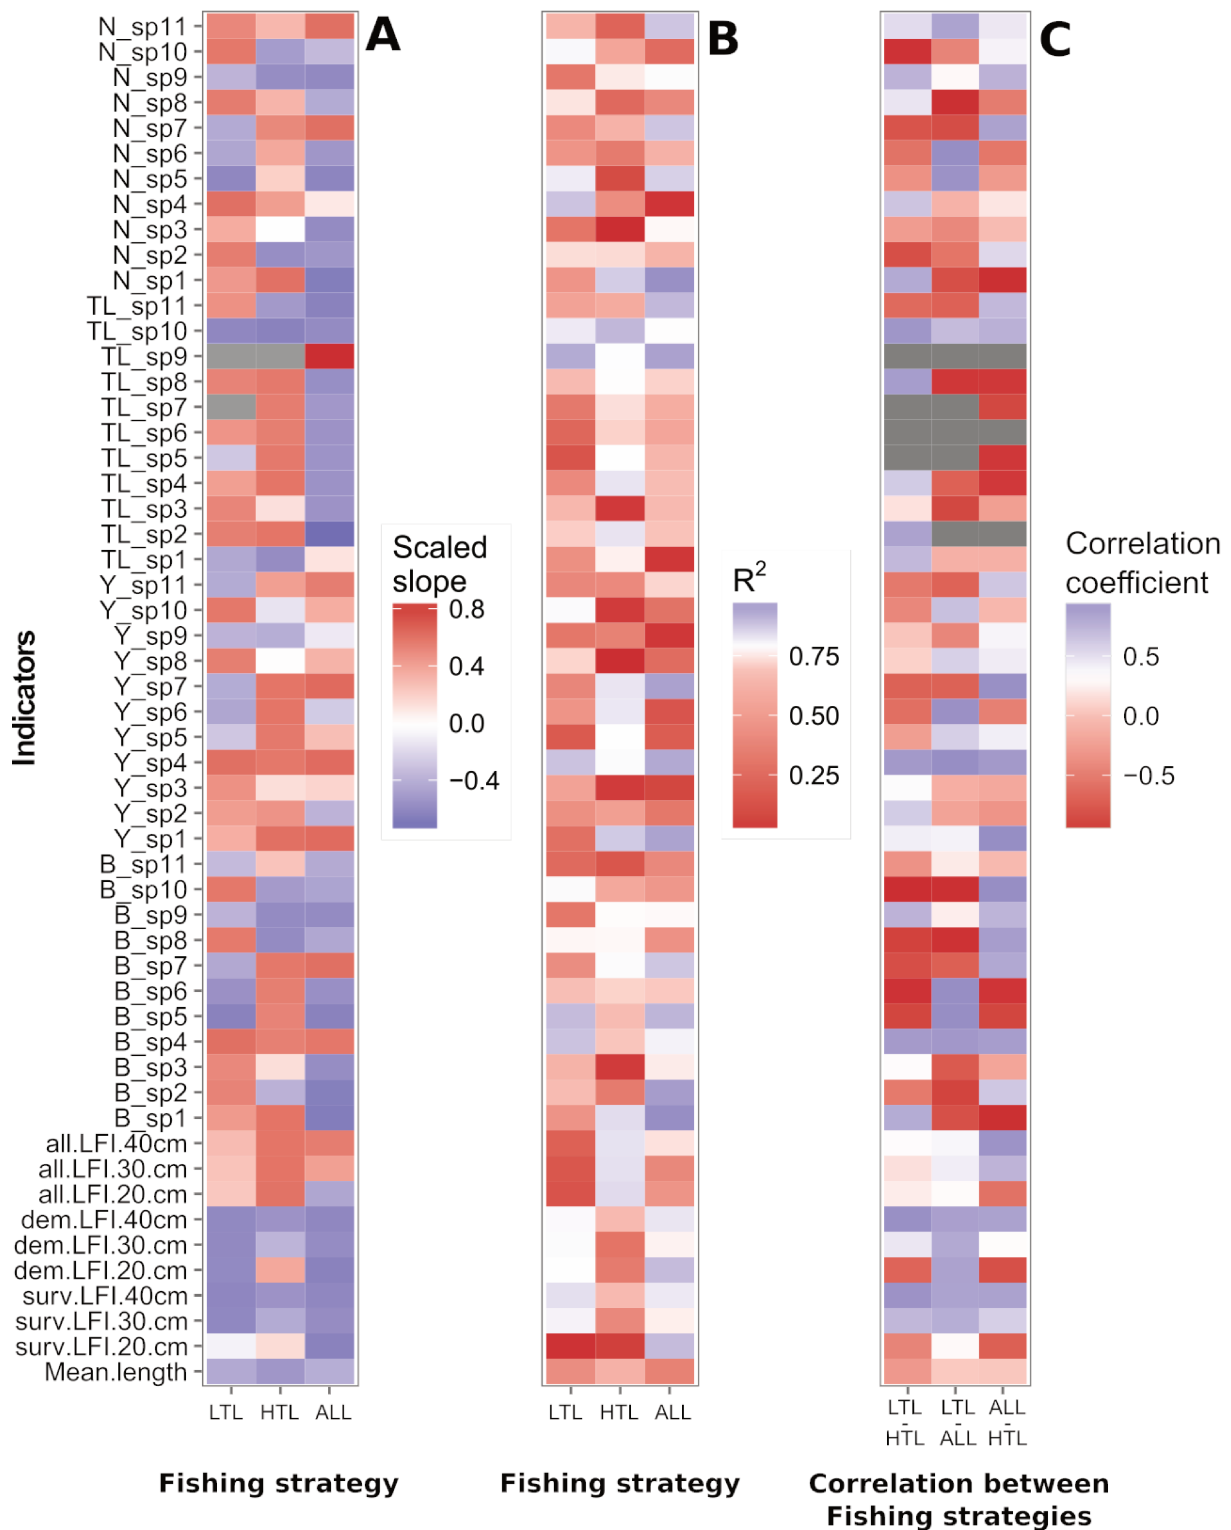 A
B
C
N_sp11
N_sp10
N_sp9
N_sp8
N_sp7
N_sp6
N_sp5
N_sp4
N_sp3
N_sp2
N_sp1
TL_sp11
TL_sp10
TL_sp9
TL_sp8
TL_sp7
TL_sp6
TL_sp5
TL_sp4
TL_sp3
TL_sp2
TL_sp1
Y_sp11
Y_sp10
Y_sp9
Y_sp8
Y_sp7
Y_sp6
Y_sp5
Y_sp4
Y_sp3
Y_sp2
Y_sp1
B_sp11
B_sp10
B_sp9
B_sp8
B_sp7
B_sp6
B_sp5
B_sp4
B_sp3
B_sp2
B_sp1
all.LFI.40cm
all.LFI.30.cm
all.LFI.20.cm
dem.LFI.40cm
dem.LFI.30.cm
dem.LFI.20.cm
surv.LFI.40cm
surv.LFI.30.cm
surv.LFI.20.cm
Mean.length
Indicators
Scaled
slope
0.8
0.4
0.0
−0.4
R²
0.75
0.50
0.25
Correlation
coefficient
0.5
0.0
−0.5
LTL HTL ALL
LTL HTL ALL
LTL LTL ALL
- - -
HTL ALL HTL
Fishing strategy
Fishing strategy
Correlation between
Fishing strategies